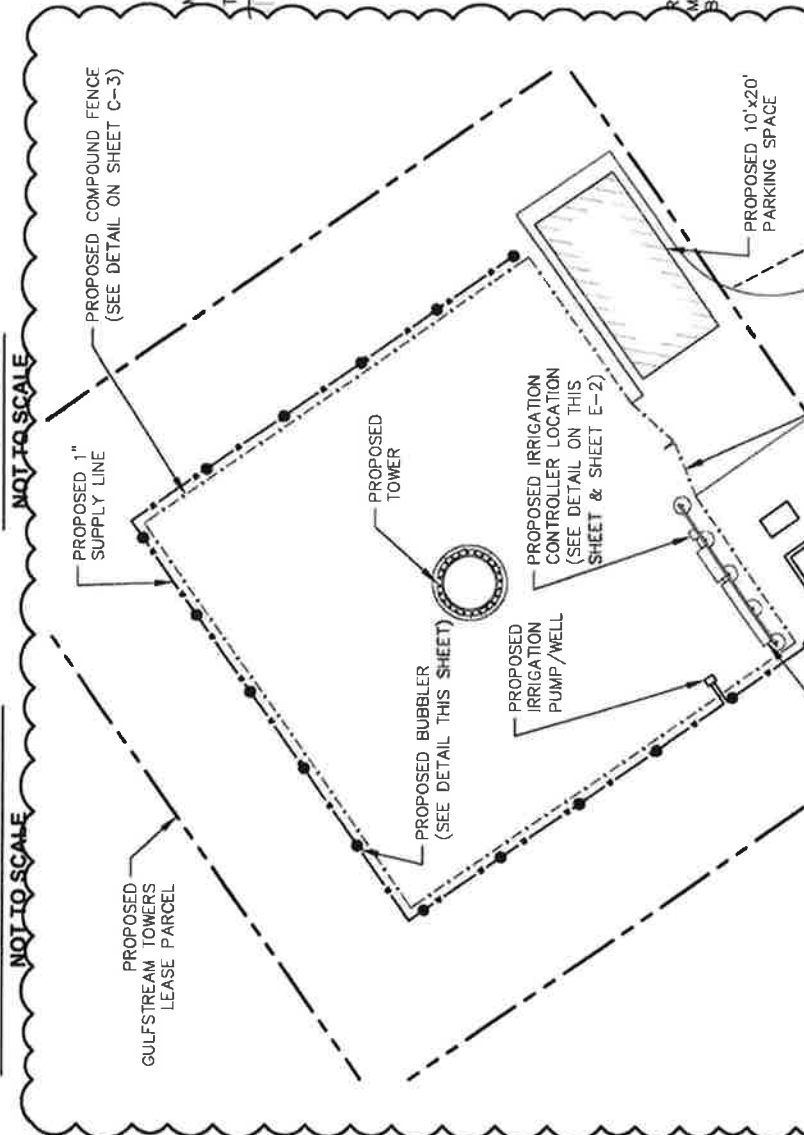 NOT TO SCALE
NOT TO SCALE
PROPOSED COMPOUND FENCE
(SEE DETAIL ON SHEET C-3)
PROPOSED 1"
SUPPLY LINE
PROPOSED
GULFSTREAM TOWERS
LEASE PARCEL
PROPOSED
TOWER
PROPOSED BUBBLER
(SEE DETAIL THIS SHEET)
PROPOSED IRRIGATION
CONTROLLER LOCATION
(SEE DETAIL ON THIS
SHEET & SHEET E-2)
PROPOSED
IRRIGATION
PUMP/WELL
PROPOSED 10'x20'
PARKING SPACE
R
M
B